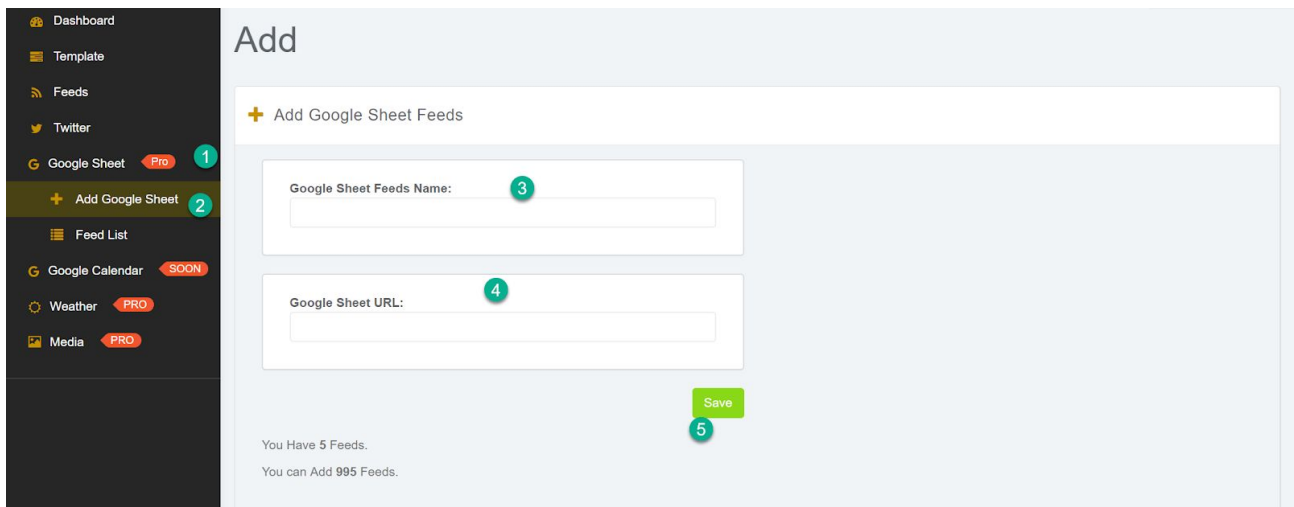 Dashboard
Template
Feeds
Twitter
Google Sheet Pro 1
Add Google Sheet 2
Feed List
Google Calendar SOON
Weather PRO
Media PRO
Add
Add Google Sheet Feeds
Google Sheet Feeds Name: 3
Google Sheet URL: 4
Save
5
You Have 5 Feeds.
You can Add 995 Feeds.